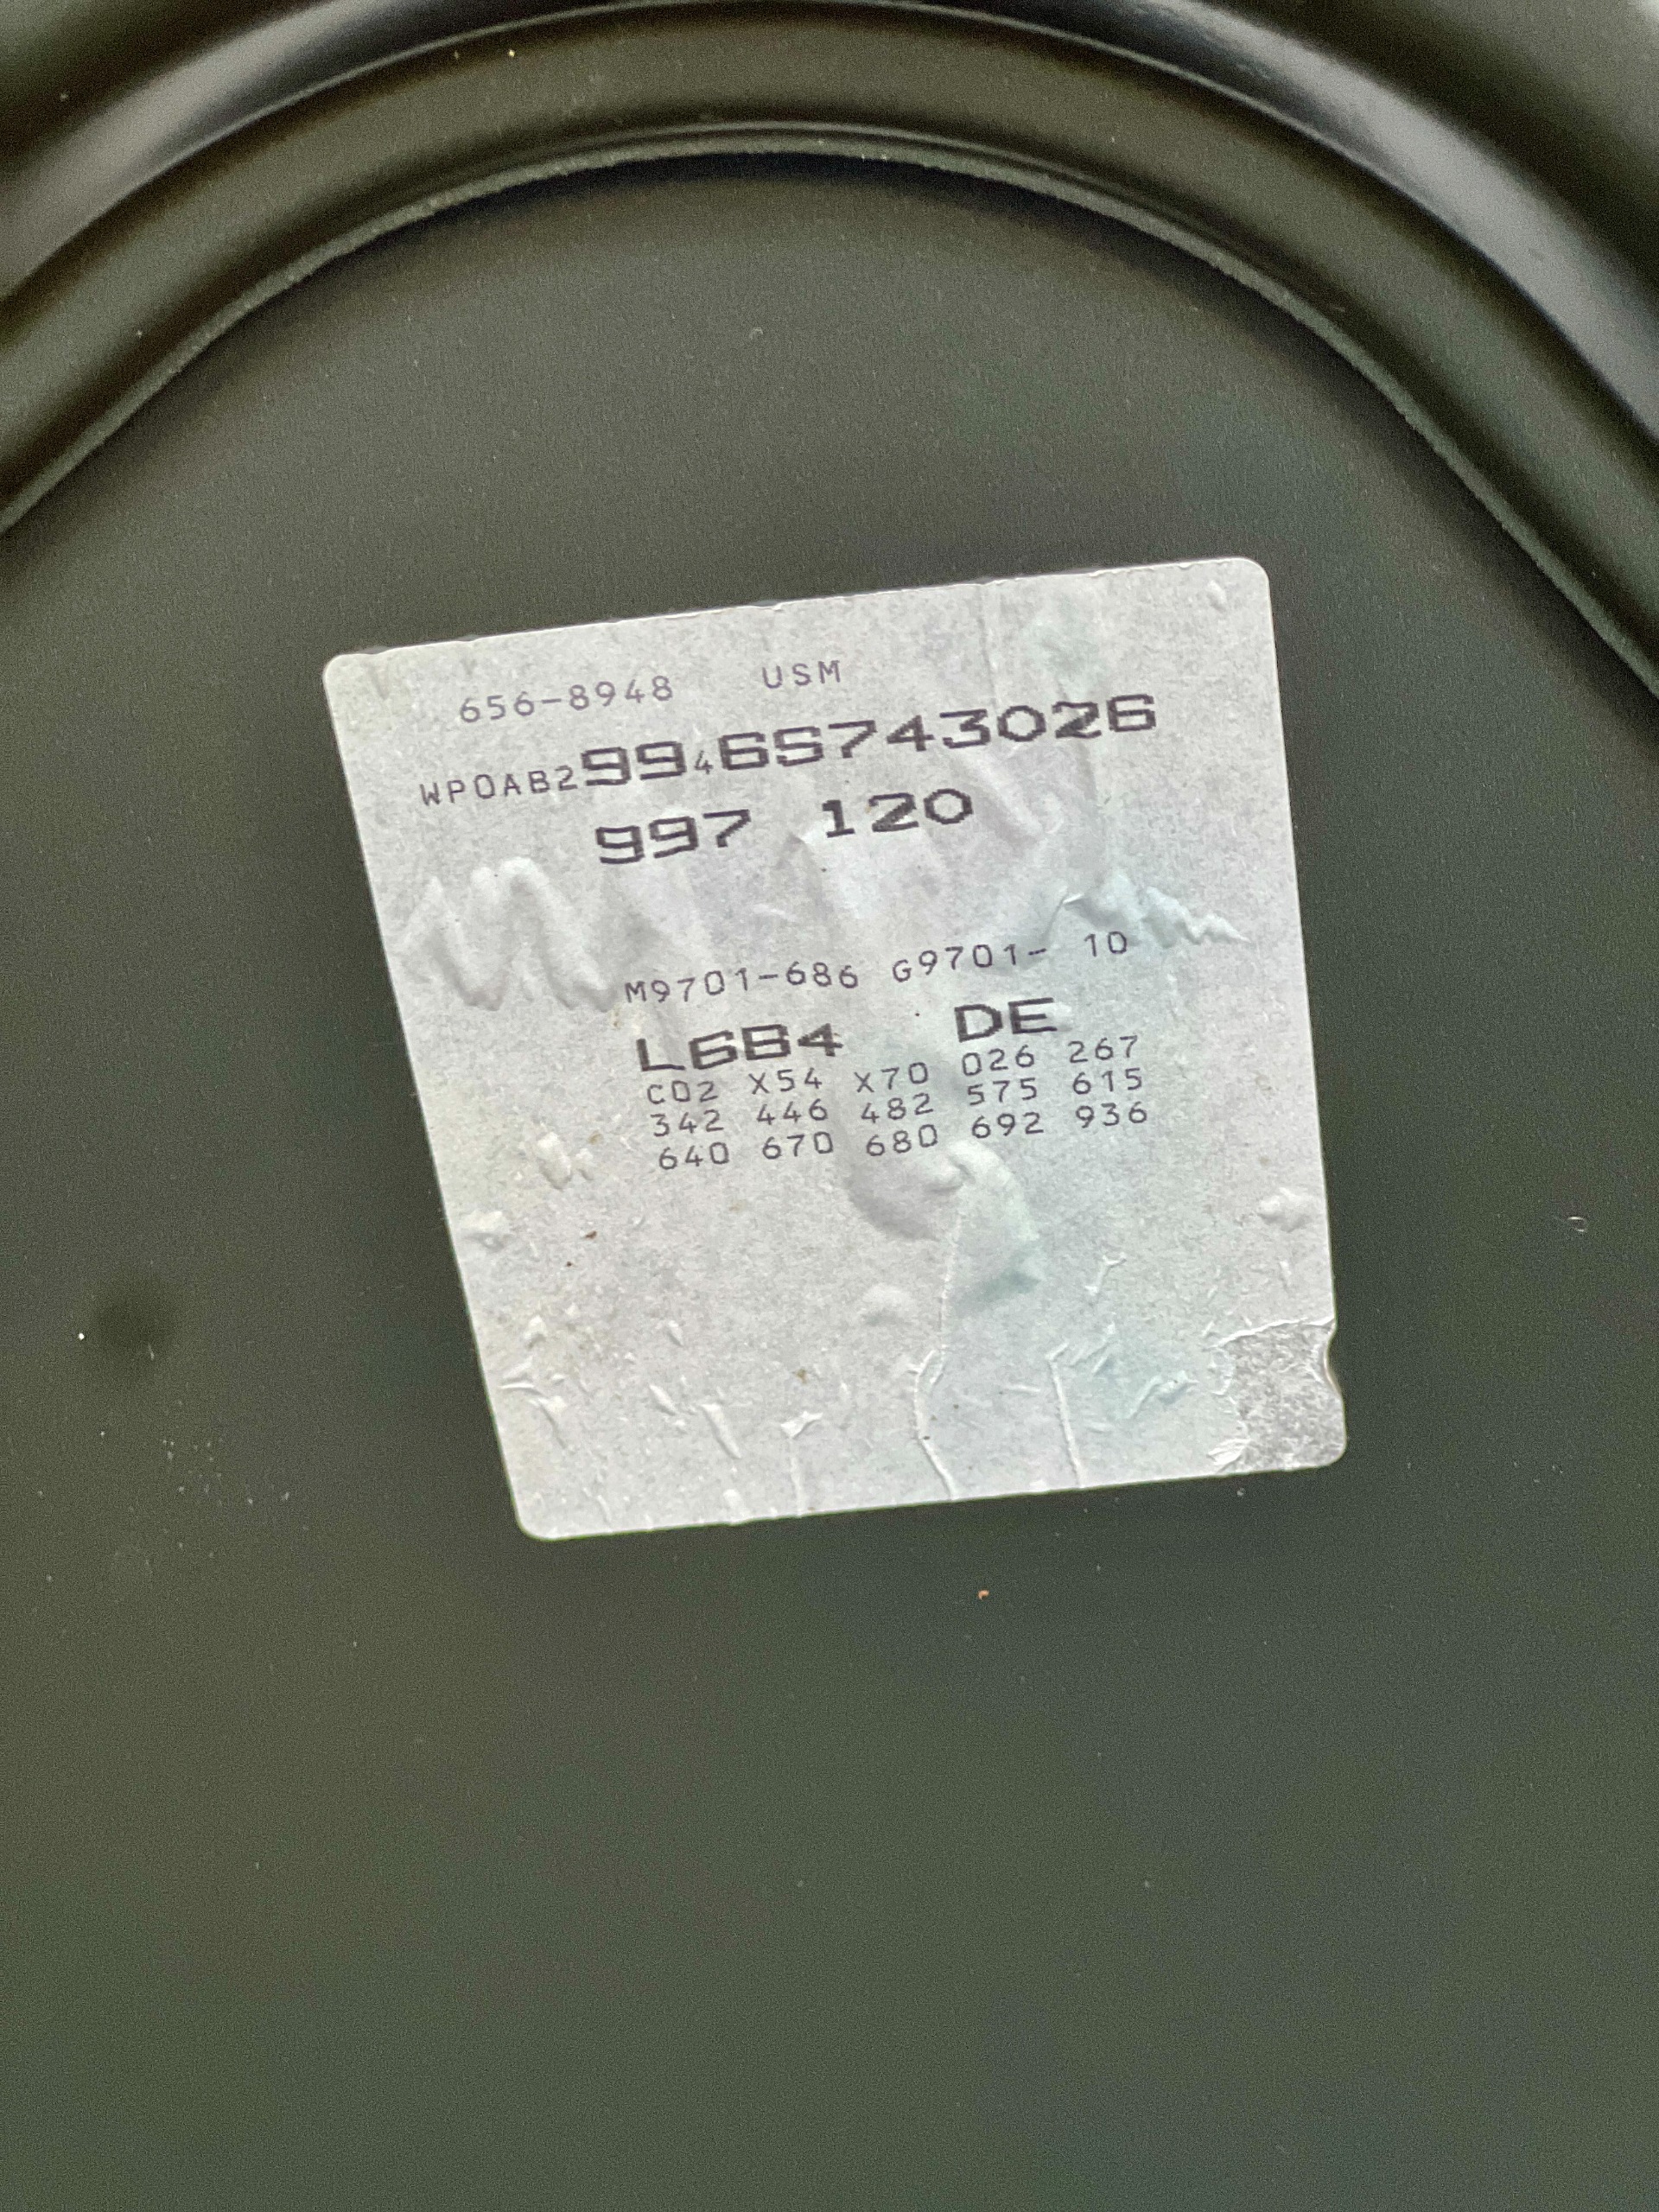 656-8948 USM
WP0AB29946S743026
997 120
M9701-686 G9701- 10
L6B4 DE
C02 X54 X70 026 267
342 446 482 575 615
640 670 680 692 936